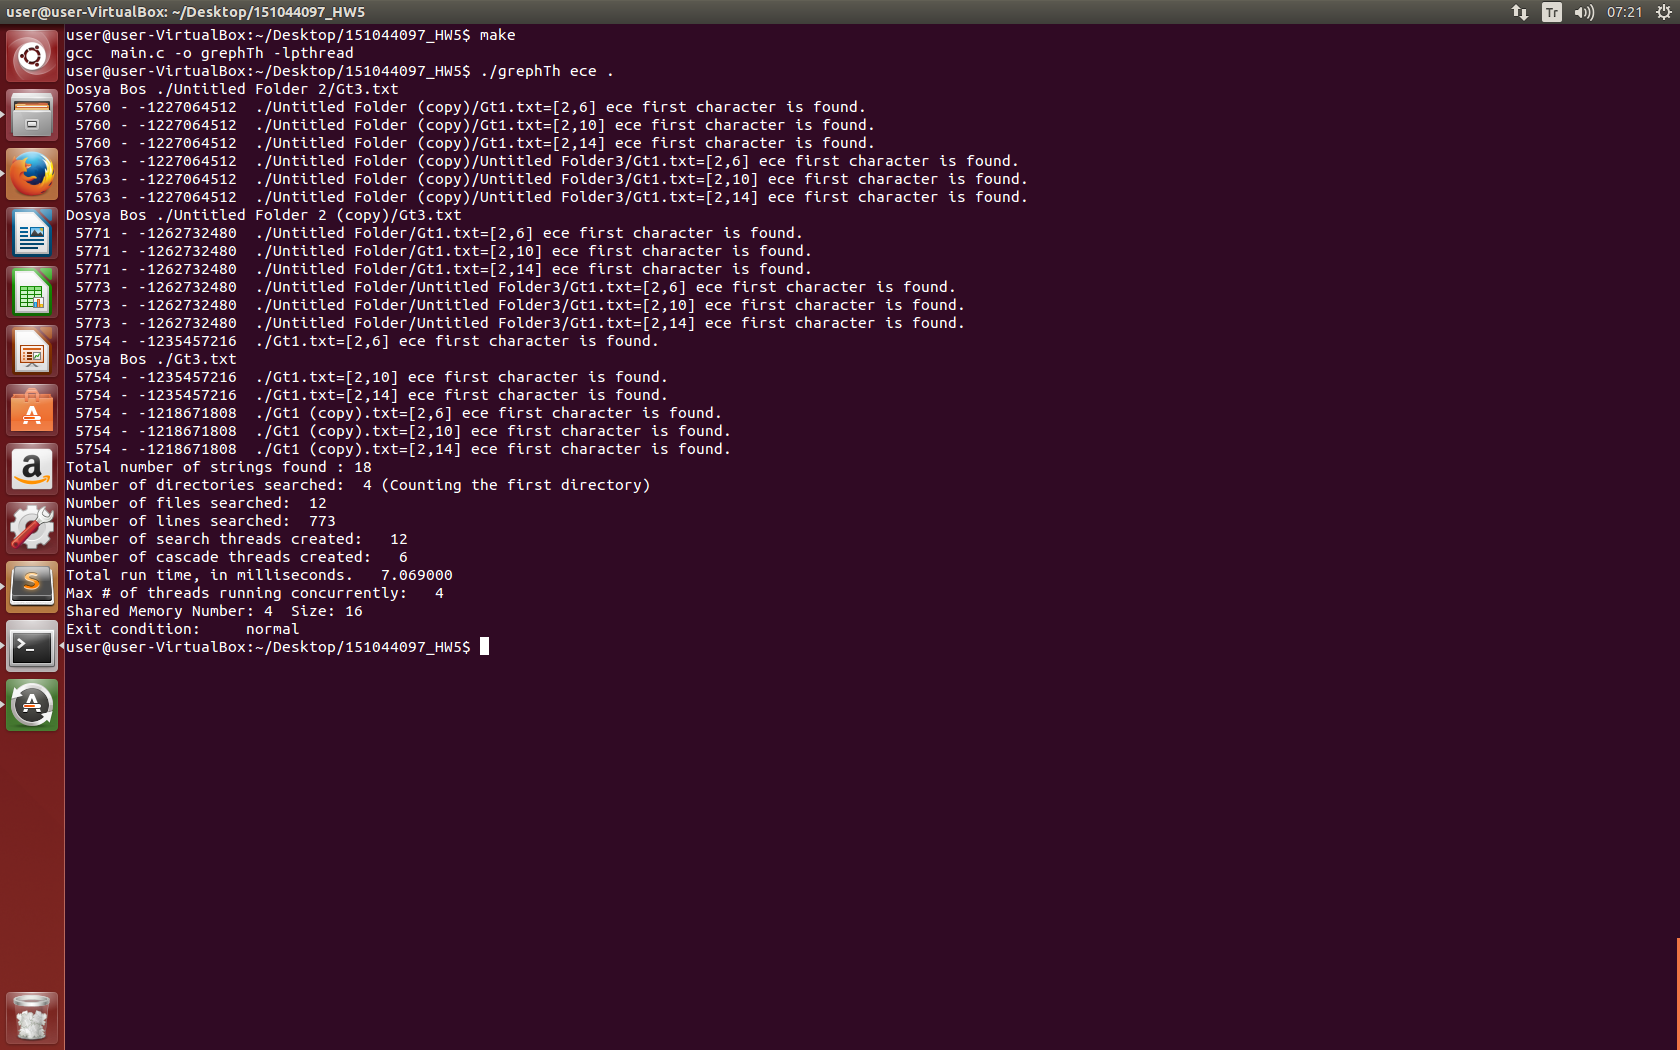 user@user-VirtualBox: ~/Desktop/151044097_HW5
Tr
07:21
user@user-VirtualBox:~/Desktop/151044097_HW5$ make
gcc  main.c -o grephTh -lpthread
user@user-VirtualBox:~/Desktop/151044097_HW5$ ./grephTh ece .
Dosya Bos ./Untitled Folder 2/Gt3.txt
 5760 - -1227064512  ./Untitled Folder (copy)/Gt1.txt=[2,6] ece first character is found.
 5760 - -1227064512  ./Untitled Folder (copy)/Gt1.txt=[2,10] ece first character is found.
 5760 - -1227064512  ./Untitled Folder (copy)/Gt1.txt=[2,14] ece first character is found.
 5763 - -1227064512  ./Untitled Folder (copy)/Untitled Folder3/Gt1.txt=[2,6] ece first character is found.
 5763 - -1227064512  ./Untitled Folder (copy)/Untitled Folder3/Gt1.txt=[2,10] ece first character is found.
 5763 - -1227064512  ./Untitled Folder (copy)/Untitled Folder3/Gt1.txt=[2,14] ece first character is found.
Dosya Bos ./Untitled Folder 2 (copy)/Gt3.txt
 5771 - -1262732480  ./Untitled Folder/Gt1.txt=[2,6] ece first character is found.
 5771 - -1262732480  ./Untitled Folder/Gt1.txt=[2,10] ece first character is found.
 5771 - -1262732480  ./Untitled Folder/Gt1.txt=[2,14] ece first character is found.
 5773 - -1262732480  ./Untitled Folder/Untitled Folder3/Gt1.txt=[2,6] ece first character is found.
 5773 - -1262732480  ./Untitled Folder/Untitled Folder3/Gt1.txt=[2,10] ece first character is found.
 5773 - -1262732480  ./Untitled Folder/Untitled Folder3/Gt1.txt=[2,14] ece first character is found.
 5754 - -1235457216  ./Gt1.txt=[2,6] ece first character is found.
Dosya Bos ./Gt3.txt
 5754 - -1235457216  ./Gt1.txt=[2,10] ece first character is found.
 5754 - -1235457216  ./Gt1.txt=[2,14] ece first character is found.
 5754 - -1218671808  ./Gt1 (copy).txt=[2,6] ece first character is found.
 5754 - -1218671808  ./Gt1 (copy).txt=[2,10] ece first character is found.
 5754 - -1218671808  ./Gt1 (copy).txt=[2,14] ece first character is found.
Total number of strings found : 18
Number of directories searched:  4 (Counting the first directory)
Number of files searched:  12
Number of lines searched:  773
Number of search threads created:   12
Number of cascade threads created:   6
Total run time, in milliseconds.   7.069000
Max # of threads running concurrently:   4
Shared Memory Number: 4  Size: 16
Exit condition:     normal
user@user-VirtualBox:~/Desktop/151044097_HW5$